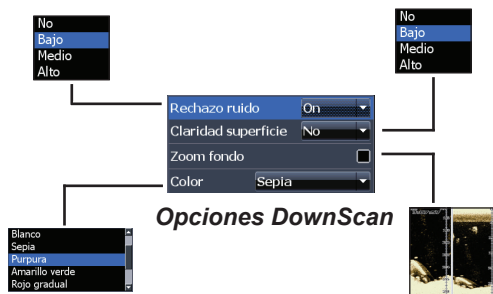 No
Bajo
Medio
Alto
No
Bajo
Medio
Alto
Rechazo ruido On
Claridad superficie No
Zoom fondo
Color Sepia
Opciones DownScan
Blanco
Sepia
Purpura
Amarillo verde
Rojo gradual